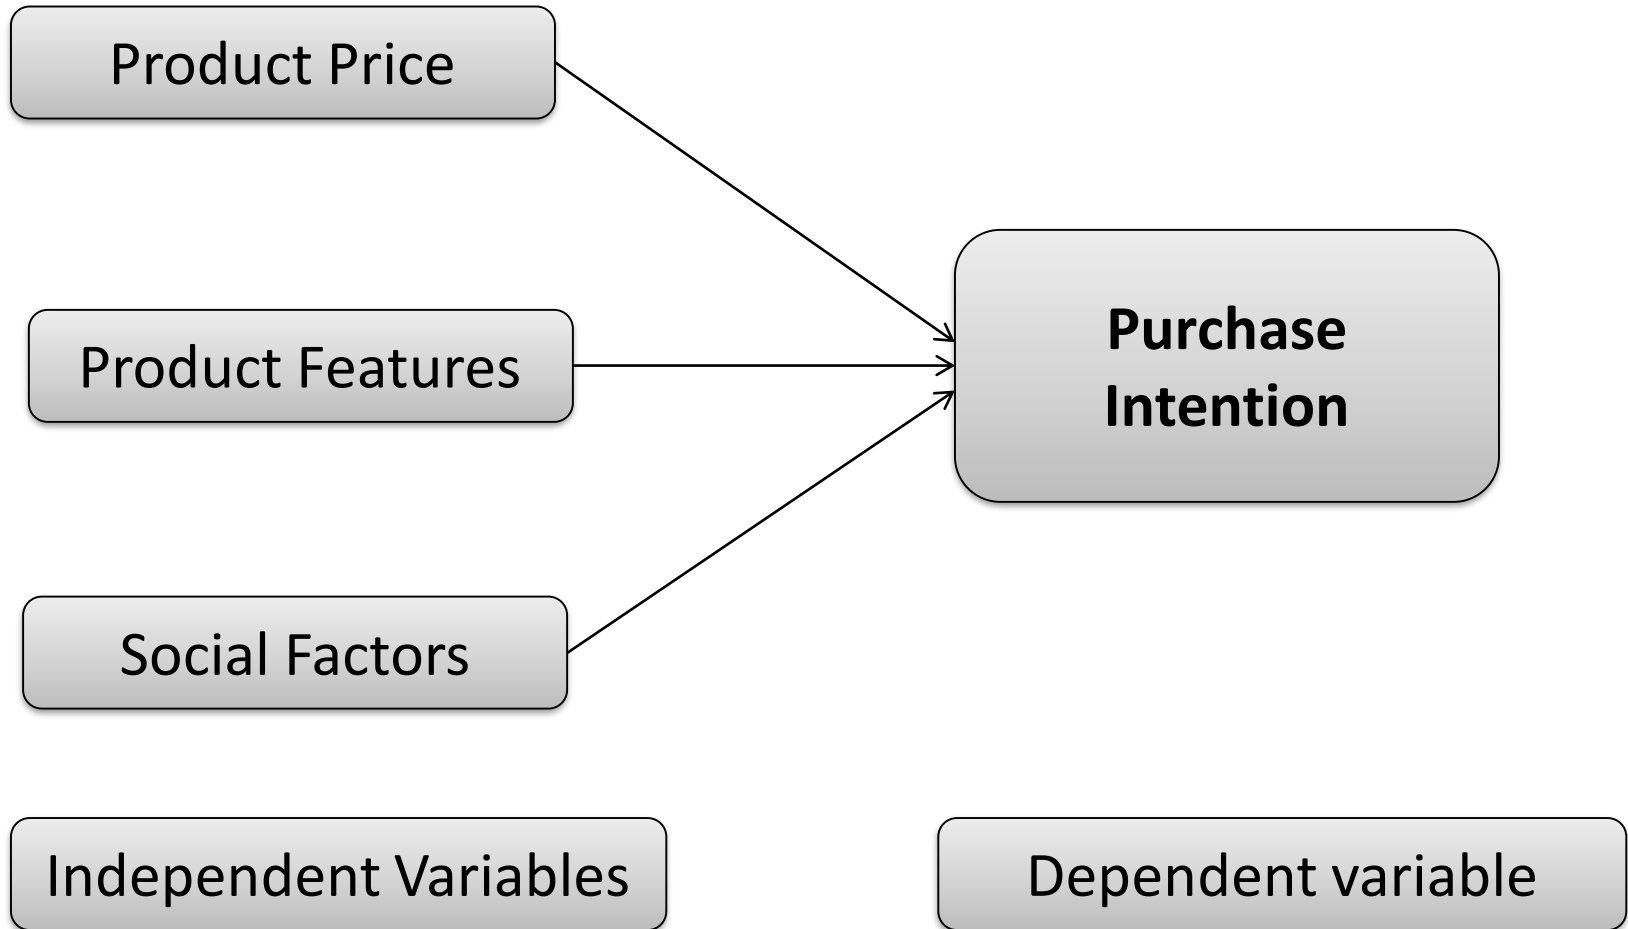 Product Price
Product Features
Purchase
Intention
Social Factors
Independent Variables
Dependent variable